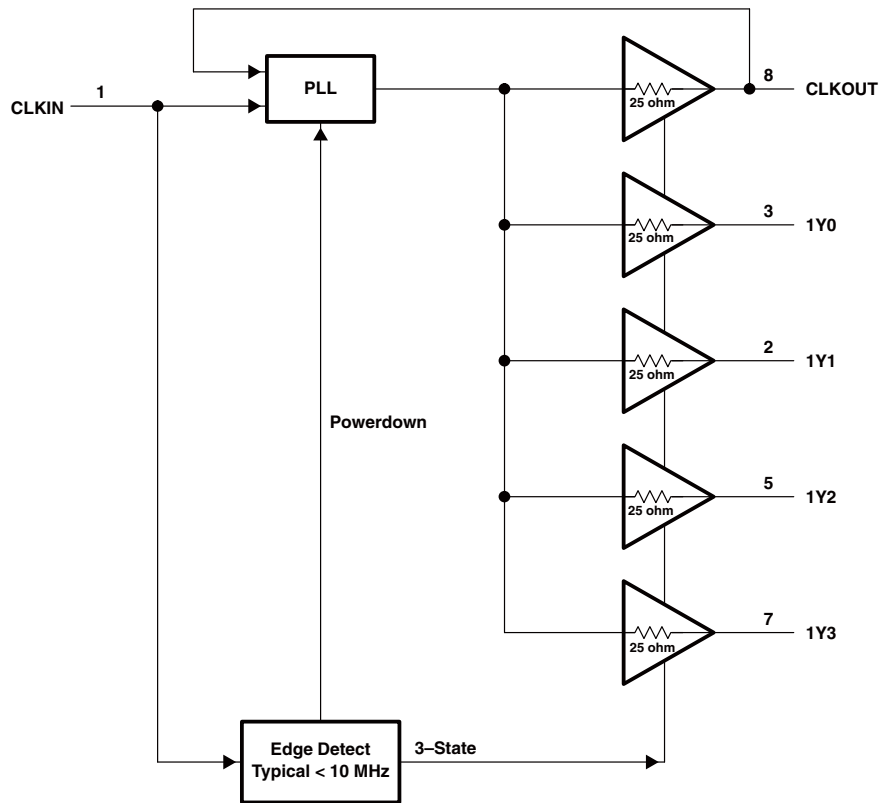 PLL
8
CLKOUT
1
CLKIN
25 ohm
3
1Y0
25 ohm
2
1Y1
25 ohm
Powerdown
5
1Y2
25 ohm
7
1Y3
25 ohm
Edge Detect
Typical < 10 MHz
3–State